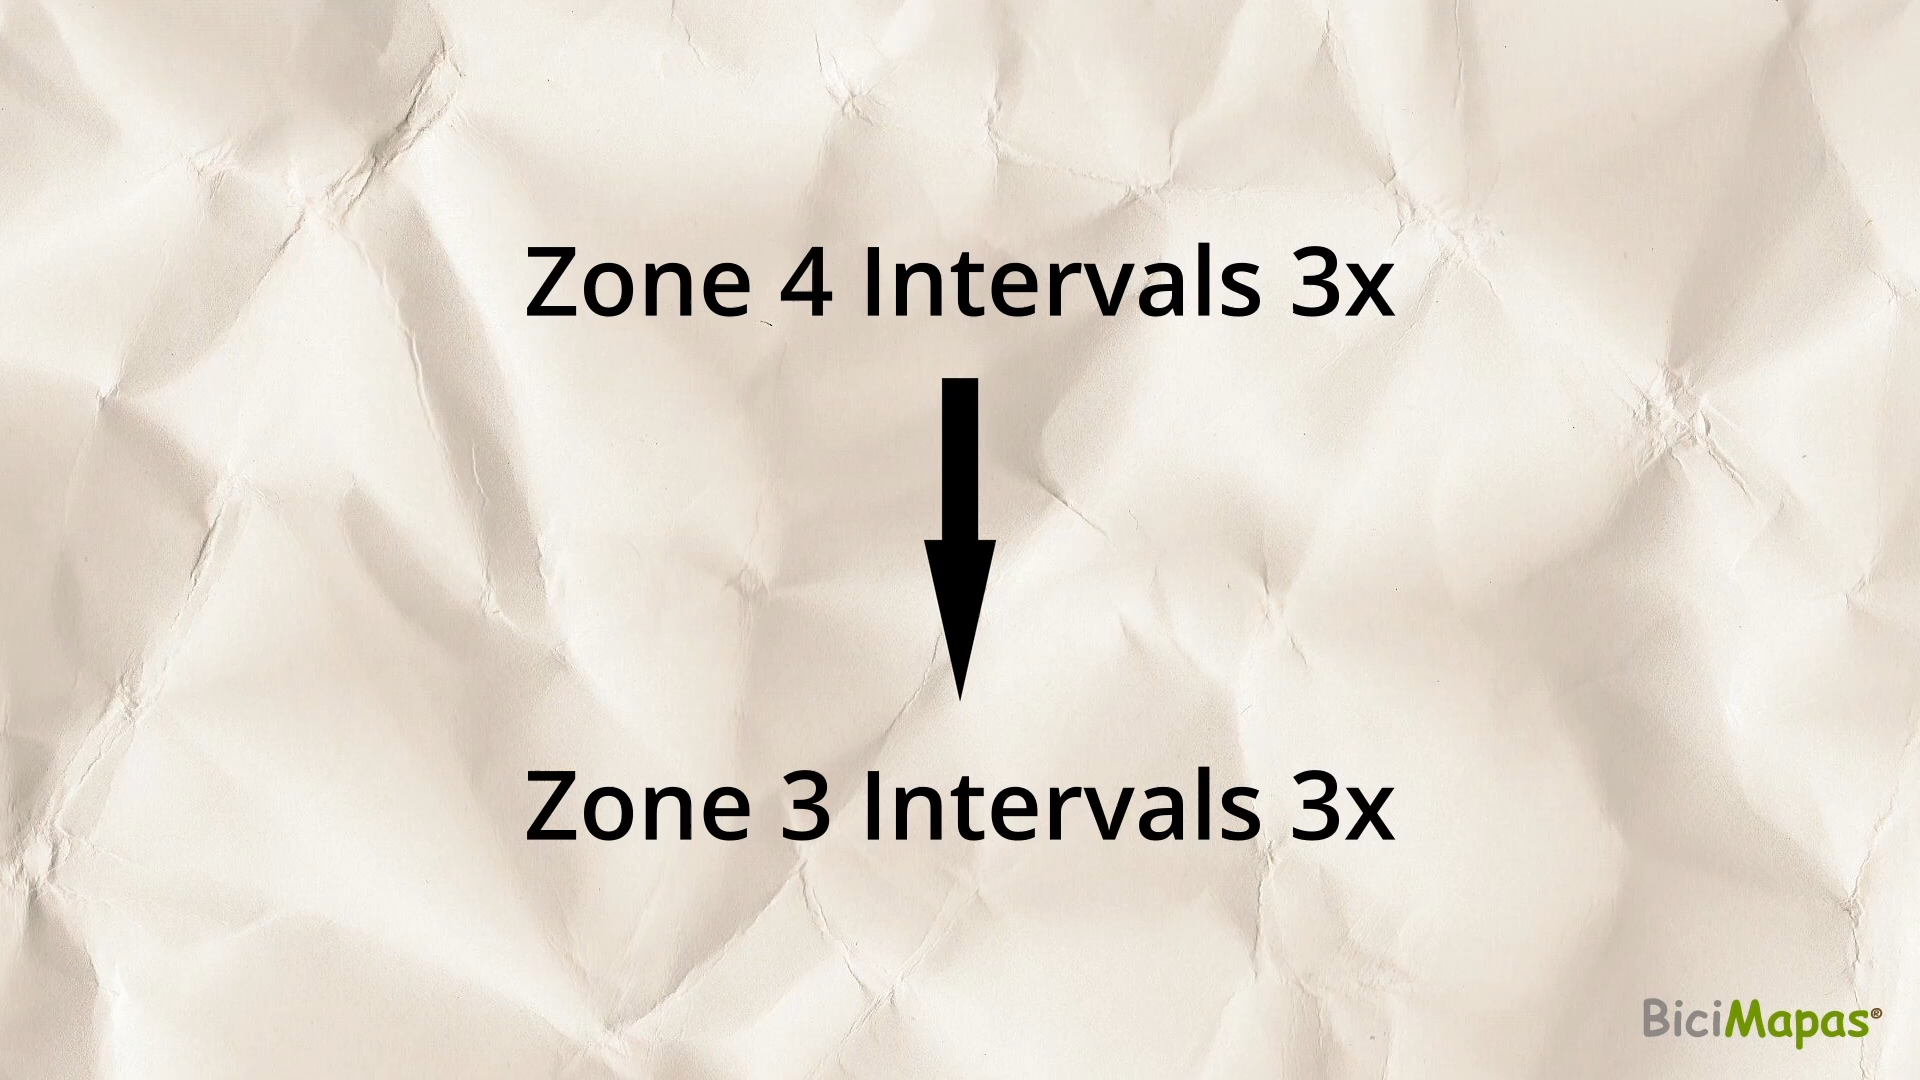 Zone 4 Intervals 3x
Zone 3 Intervals 3x
BiciMapas®